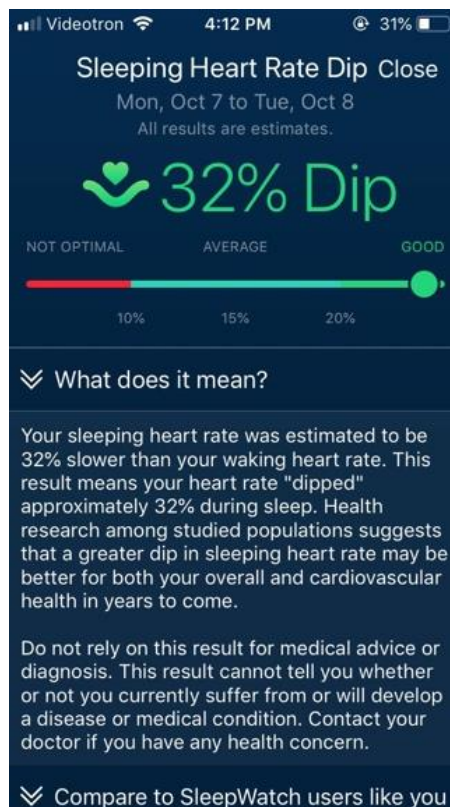 Videotron 4:12 PM 31%
Sleeping Heart Rate Dip Close
Mon, Oct 7 to Tue, Oct 8
All results are estimates.
32% Dip
NOT OPTIMAL AVERAGE GOOD
10% 15% 20%
What does it mean?
Your sleeping heart rate was estimated to be
32% slower than your waking heart rate. This
result means your heart rate "dipped"
approximately 32% during sleep. Health
research among studied populations suggests
that a greater dip in sleeping heart rate may be
better for both your overall and cardiovascular
health in years to come.
Do not rely on this result for medical advice or
diagnosis. This result cannot tell you whether
or not you currently suffer from or will develop
a disease or medical condition. Contact your
doctor if you have any health concern.
Compare to SleepWatch users like you